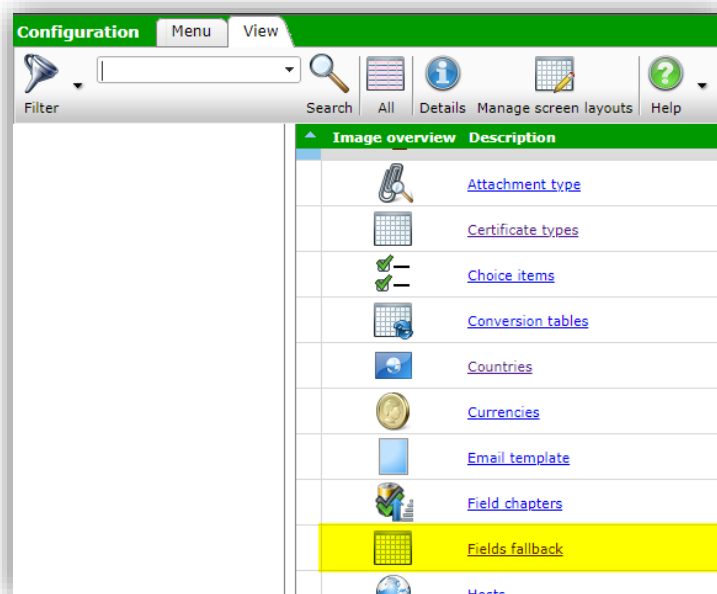 Configuration Menu View
Filter Search All Details Manage screen layouts Help
Image overview Description
Attachment type
Certificate types
Choice items
Conversion tables
Countries
Currencies
Email template
Field chapters
Fields fallback
Hosts